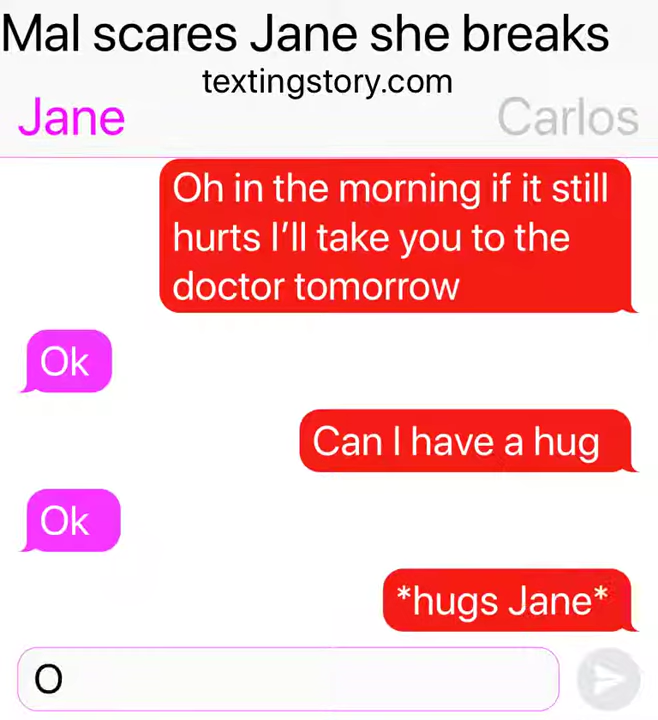 Mal scares Jane she breaks
textingstory.com
Jane
Carlos
Oh in the morning if it still
hurts I’ll take you to the
doctor tomorrow
Ok
Can I have a hug
Ok
*hugs Jane*
O